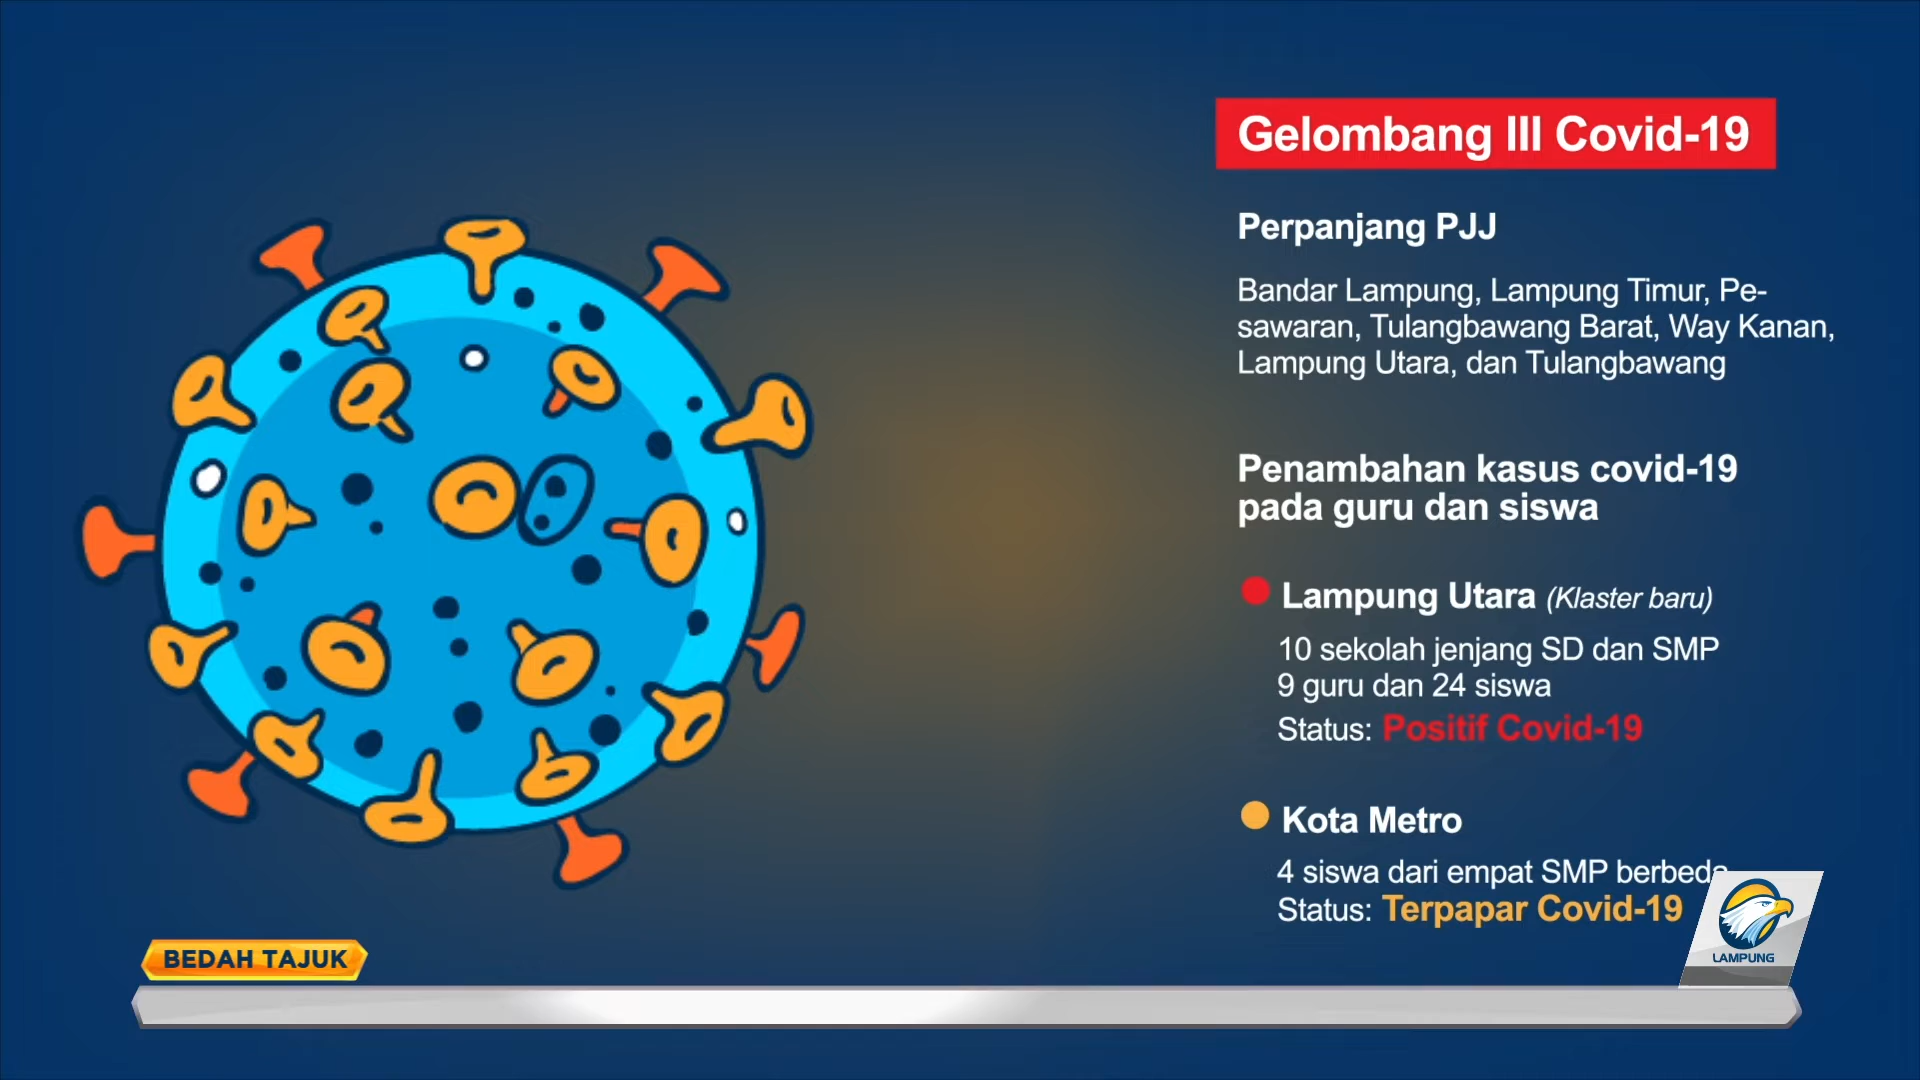 Gelombang III Covid-19
Perpanjang PJJ
Bandar Lampung, Lampung Timur, Pe-
sawaran, Tulangbawang Barat, Way Kanan,
Lampung Utara, dan Tulangbawang
Penambahan kasus covid-19
pada guru dan siswa
Lampung Utara (Klaster baru)
10 sekolah jenjang SD dan SMP
9 guru dan 24 siswa
Status: Positif Covid-19
Kota Metro
4 siswa dari empat SMP berbeda
Status: Terpapar Covid-19
BEDAH TAJUK
LAMPUNG